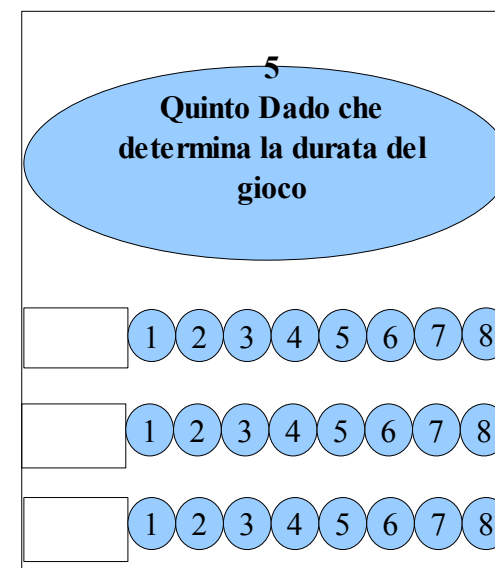 5
Quinto Dado che
determina la durata del
gioco
1 2 3 4 5 6 7 8
1 2 3 4 5 6 7 8
1 2 3 4 5 6 7 8